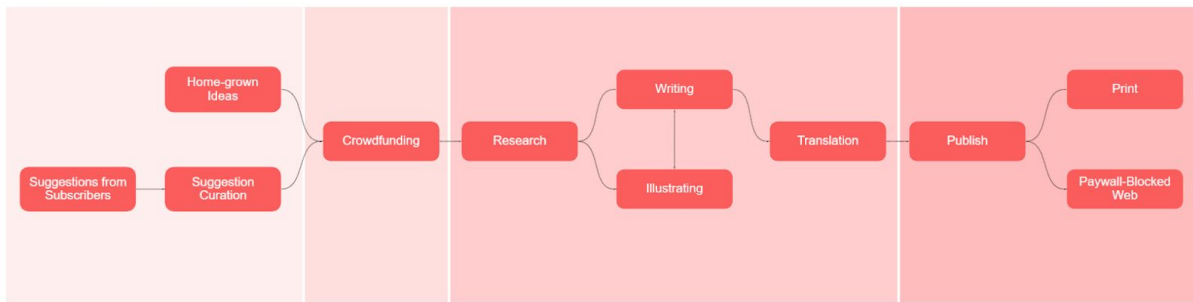 Home-grown
Ideas
Suggestions from
Subscribers
Suggestion
Curation
Crowdfunding
Research
Writing
Illustrating
Translation
Publish
Print
Paywall-Blocked
Web